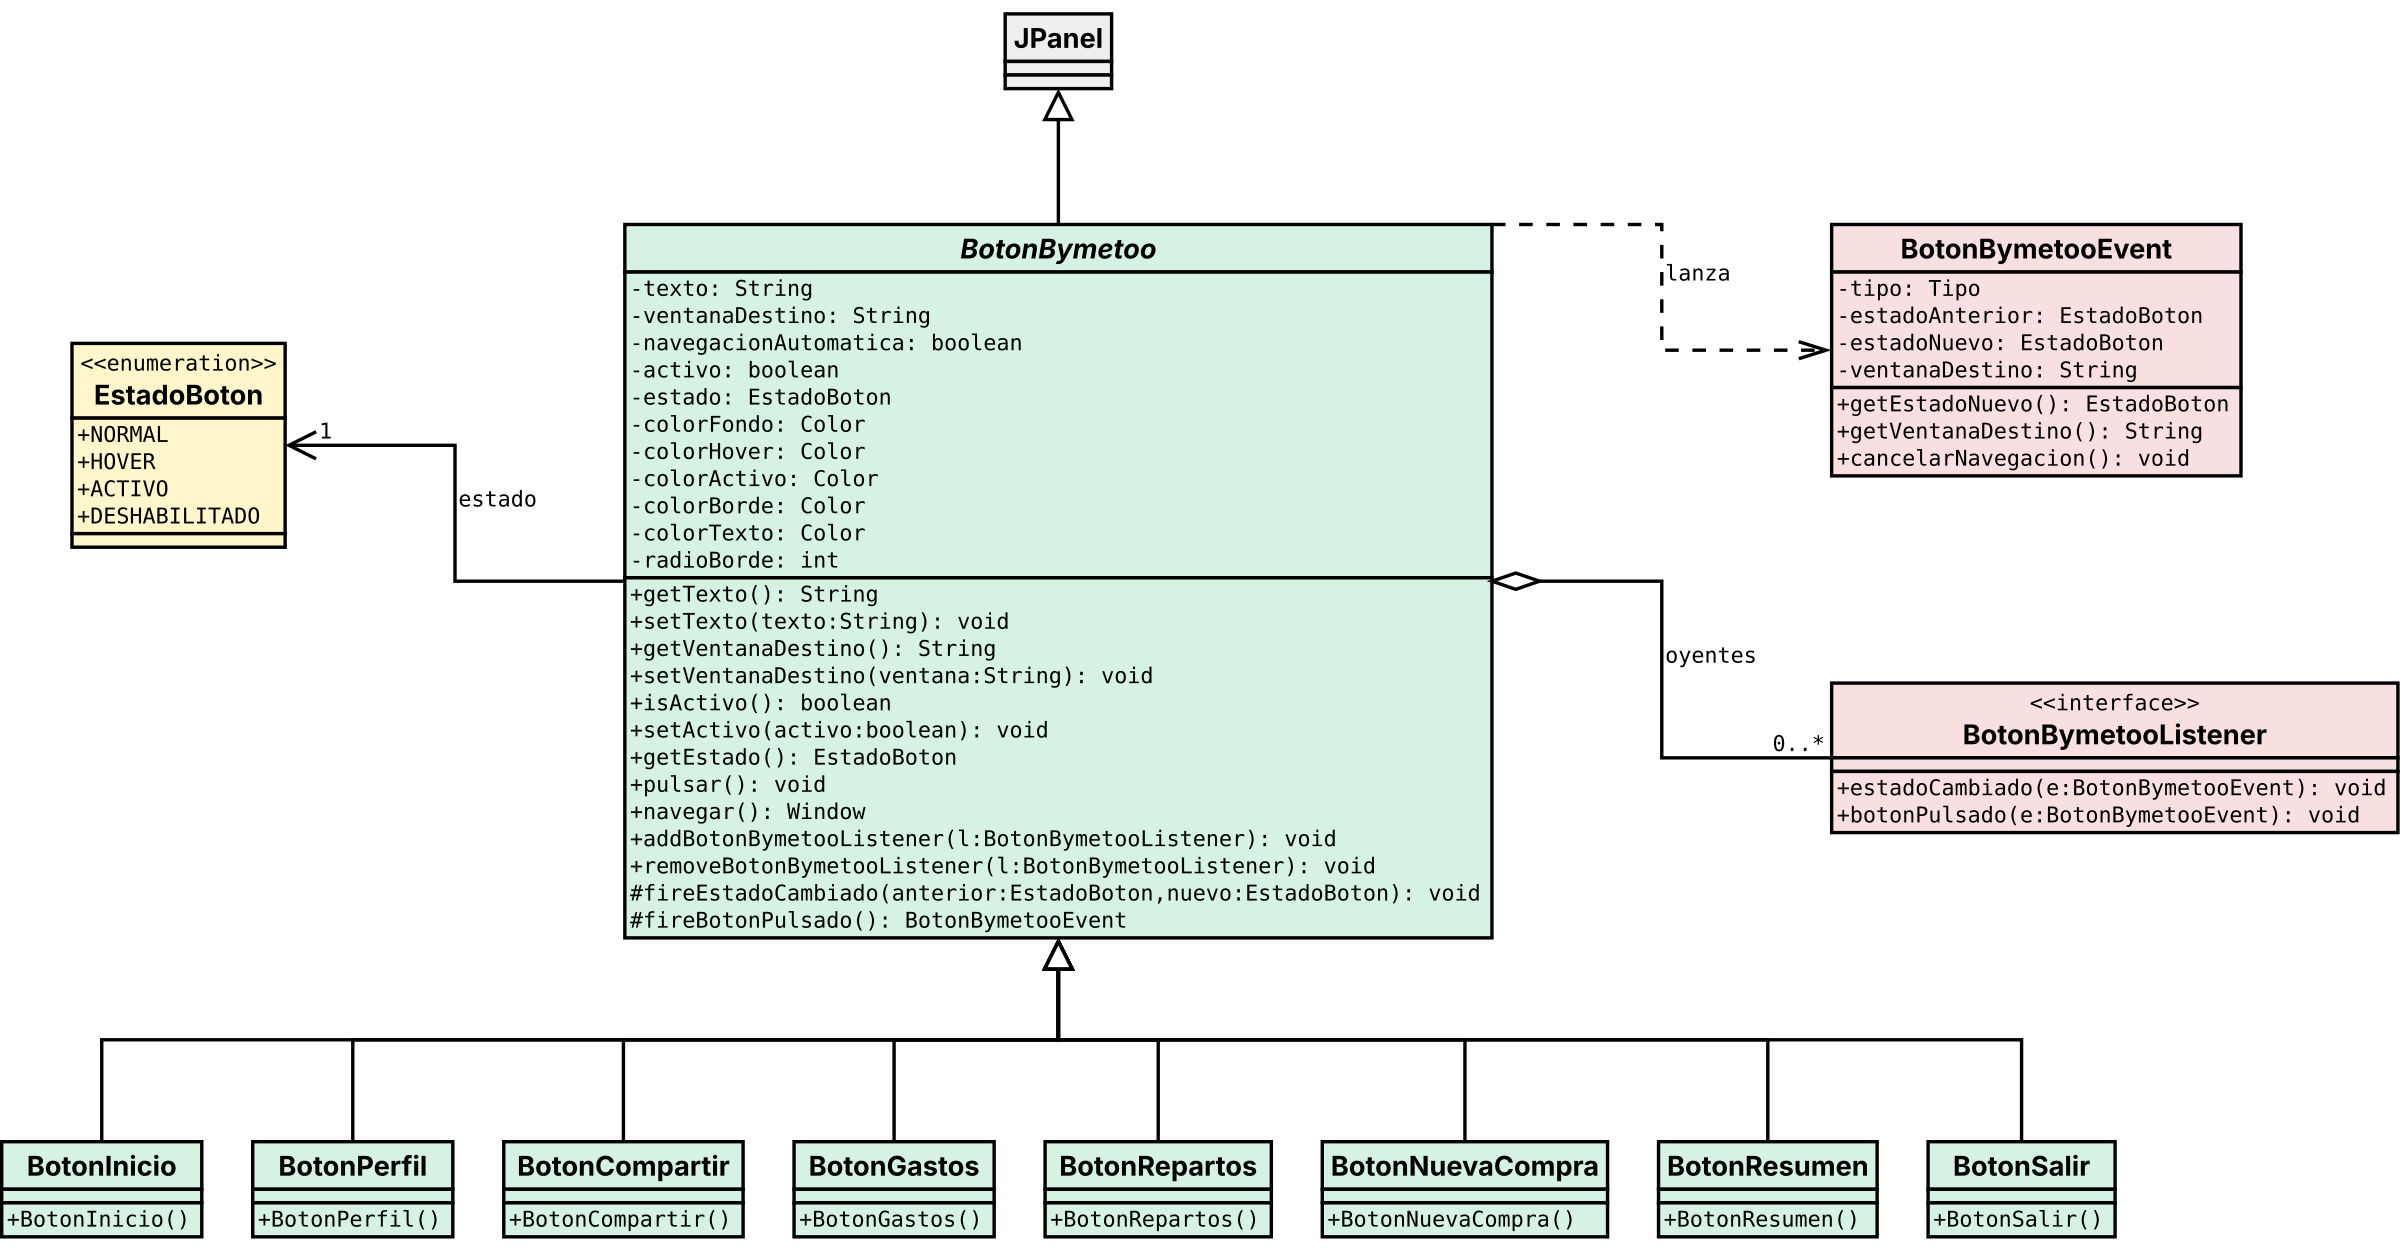 JPanel
BotonBymetoo
-texto: String
-ventanaDestino: String
-navegacionAutomatica: boolean
-activo: boolean
-estado: EstadoBoton
-colorFondo: Color
-colorHover: Color
-colorActivo: Color
-colorBorde: Color
-colorTexto: Color
-radioBorde: int
+getTexto(): String
+setTexto(texto:String): void
+getVentanaDestino(): String
+setVentanaDestino(ventana:String): void
+isActivo(): boolean
+setActivo(activo:boolean): void
+getEstado(): EstadoBoton
+pulsar(): void
+navegar(): Window
+addBotonBymetooListener(l:BotonBymetooListener): void
+removeBotonBymetooListener(l:BotonBymetooListener): void
#fireEstadoCambiado(anterior:EstadoBoton,nuevo:EstadoBoton): void
#fireBotonPulsado(): BotonBymetooEvent
<<enumeration>>
EstadoBoton
+NORMAL
+HOVER
+ACTIVO
+DESHABILITADO
1
estado
lanza
BotonBymetooEvent
-tipo: Tipo
-estadoAnterior: EstadoBoton
-estadoNuevo: EstadoBoton
-ventanaDestino: String
+getEstadoNuevo(): EstadoBoton
+getVentanaDestino(): String
+cancelarNavegacion(): void
oyentes
0..*
<<interface>>
BotonBymetooListener
+estadoCambiado(e:BotonBymetooEvent): void
+botonPulsado(e:BotonBymetooEvent): void
BotonInicio
+BotonInicio()
BotonPerfil
+BotonPerfil()
BotonCompartir
+BotonCompartir()
BotonGastos
+BotonGastos()
BotonRepartos
+BotonRepartos()
BotonNuevaCompra
+BotonNuevaCompra()
BotonResumen
+BotonResumen()
BotonSalir
+BotonSalir()